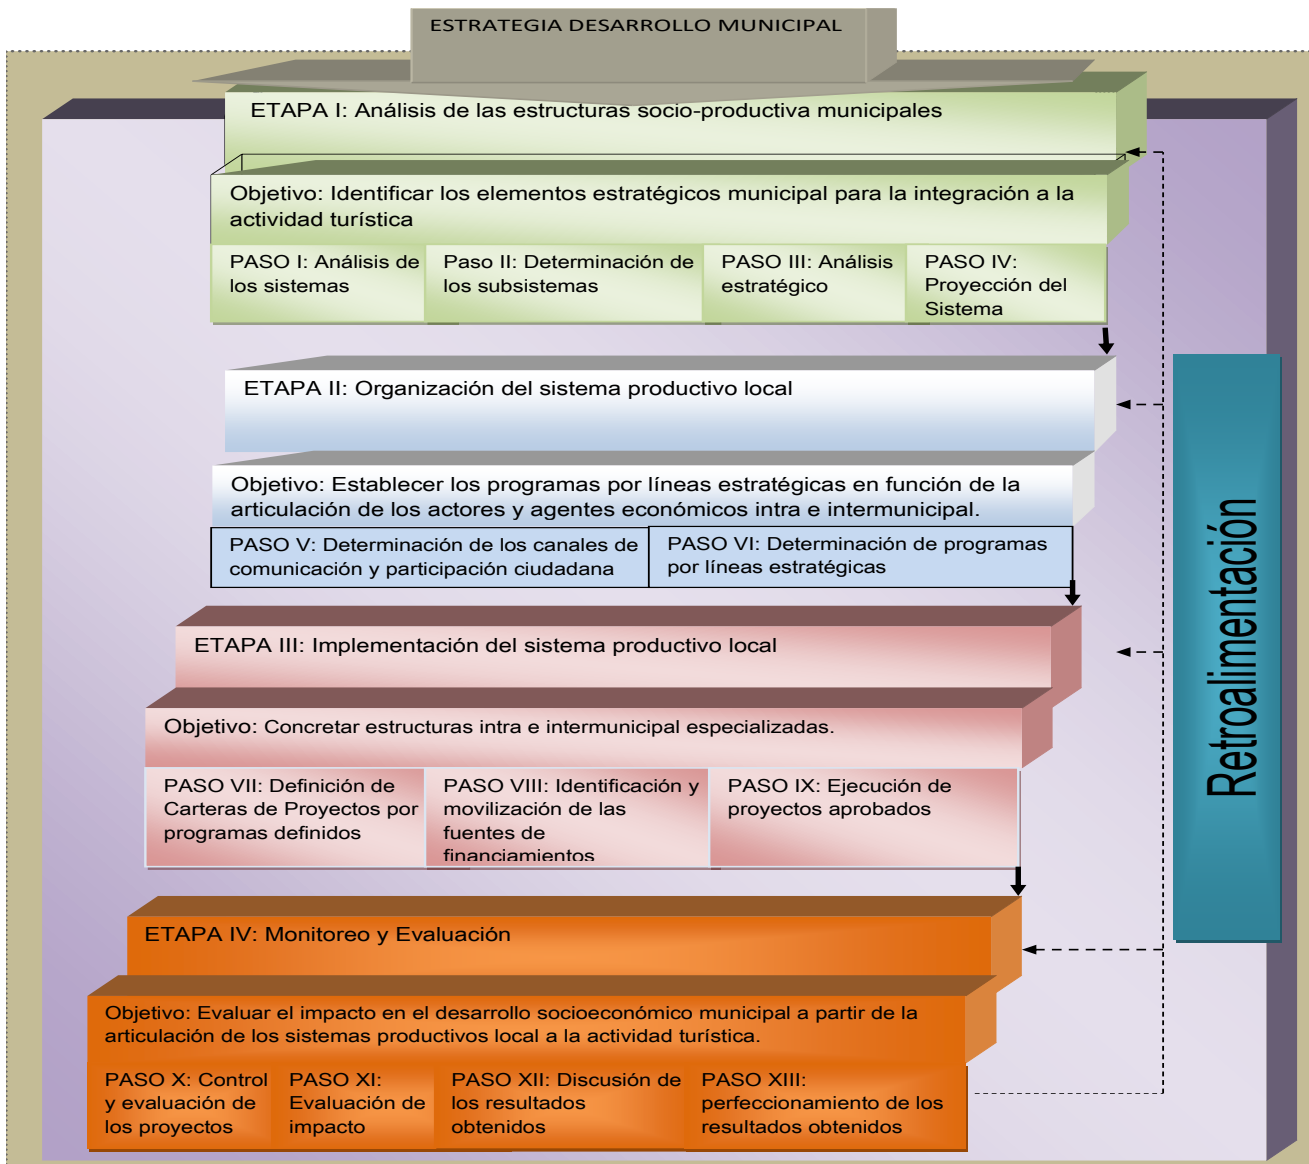 ESTRATEGIA DESARROLLO MUNICIPAL
ETAPA I: Análisis de las estructuras socio-productiva municipales
Objetivo: Identificar los elementos estratégicos municipal para la integración a la
actividad turística
PASO I: Análisis de
los sistemas
Paso II: Determinación de
los subsistemas
PASO III: Análisis
estratégico
PASO IV:
Proyección del
Sistema
ETAPA II: Organización del sistema productivo local
Objetivo: Establecer los programas por líneas estratégicas en función de la
articulación de los actores y agentes económicos intra e intermunicipal.
PASO V: Determinación de los canales de
comunicación y participación ciudadana
PASO VI: Determinación de programas
por líneas estratégicas
ETAPA III: Implementación del sistema productivo local
Objetivo: Concretar estructuras intra e intermunicipal especializadas.
PASO VII: Definición de
Carteras de Proyectos por
programas definidos
PASO VIII: Identificación y
movilización de las
fuentes de
financiamientos
PASO IX: Ejecución de
proyectos aprobados
ETAPA IV: Monitoreo y Evaluación
Objetivo: Evaluar el impacto en el desarrollo socioeconómico municipal a partir de la
articulación de los sistemas productivos local a la actividad turística.
PASO X: Control
y evaluación de
los proyectos
PASO XI:
Evaluación de
impacto
PASO XII: Discusión de
los resultados
obtenidos
PASO XIII:
perfeccionamiento de los
resultados obtenidos
Retroalimentación